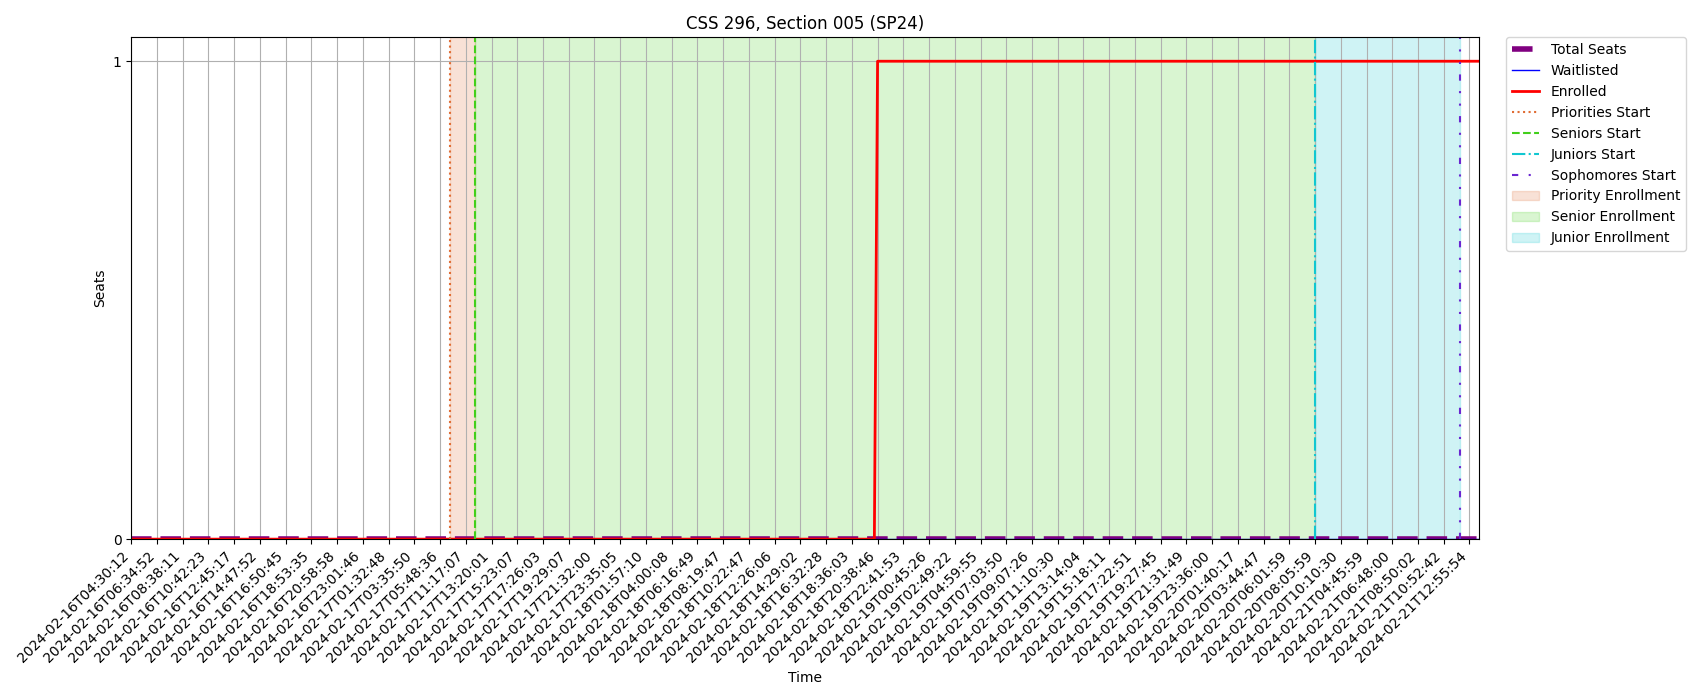 CSS 296, Section 005 (SP24)
Total Seats
Waitlisted
Enrolled
Priorities Start
Seniors Start
Juniors Start
Sophomores Start
Priority Enrollment
Senior Enrollment
Junior Enrollment
Seats
1
0
2024-02-16T04:30:12
2024-02-16T06:34:52
2024-02-16T08:38:11
2024-02-16T10:42:23
2024-02-16T12:45:17
2024-02-16T14:47:52
2024-02-16T16:50:45
2024-02-16T18:53:35
2024-02-16T20:58:58
2024-02-16T23:01:46
2024-02-17T01:32:48
2024-02-17T03:35:50
2024-02-17T05:48:36
2024-02-17T11:17:07
2024-02-17T13:20:01
2024-02-17T15:23:07
2024-02-17T17:26:03
2024-02-17T19:29:07
2024-02-17T21:32:00
2024-02-17T23:35:05
2024-02-18T01:57:10
2024-02-18T04:00:08
2024-02-18T06:16:49
2024-02-18T08:19:47
2024-02-18T10:22:47
2024-02-18T12:26:06
2024-02-18T14:29:02
2024-02-18T16:32:28
2024-02-18T18:36:03
2024-02-18T20:38:46
2024-02-18T22:41:53
2024-02-19T00:45:26
2024-02-19T02:49:22
2024-02-19T04:59:55
2024-02-19T07:03:50
2024-02-19T09:07:26
2024-02-19T11:10:30
2024-02-19T13:14:04
2024-02-19T15:18:11
2024-02-19T17:22:51
2024-02-19T19:27:45
2024-02-19T21:31:49
2024-02-19T23:36:00
2024-02-20T01:40:17
2024-02-20T03:44:47
2024-02-20T06:01:59
2024-02-20T08:05:59
2024-02-20T10:10:30
2024-02-21T04:45:59
2024-02-21T06:48:00
2024-02-21T08:50:02
2024-02-21T10:52:42
2024-02-21T12:55:54
Time